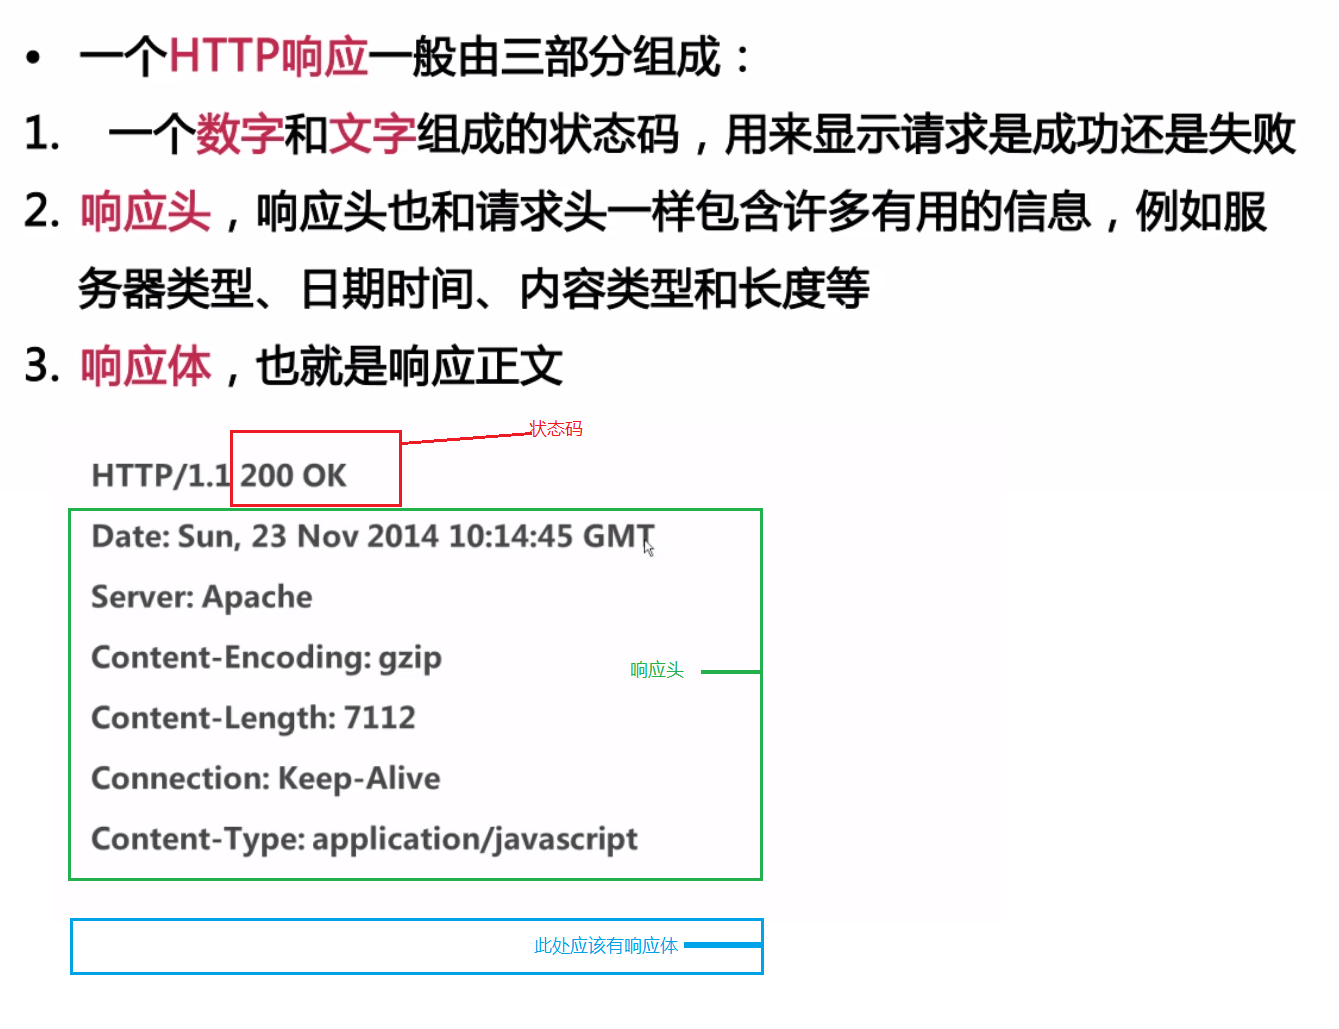 • 一个HTTP响应一般由三部分组成：
1. 一个数字和文字组成的状态码，用来显示请求是成功还是失败
2. 响应头，响应头也和请求头一样包含许多有用的信息，例如服
务器类型、日期时间、内容类型和长度等
3. 响应体，也就是响应正文
状态码
HTTP/1.1 200 OK
Date: Sun, 23 Nov 2014 10:14:45 GMT
Server: Apache
Content-Encoding: gzip
响应头
Content-Length: 7112
Connection: Keep-Alive
Content-Type: application/javascript
此处应该有响应体